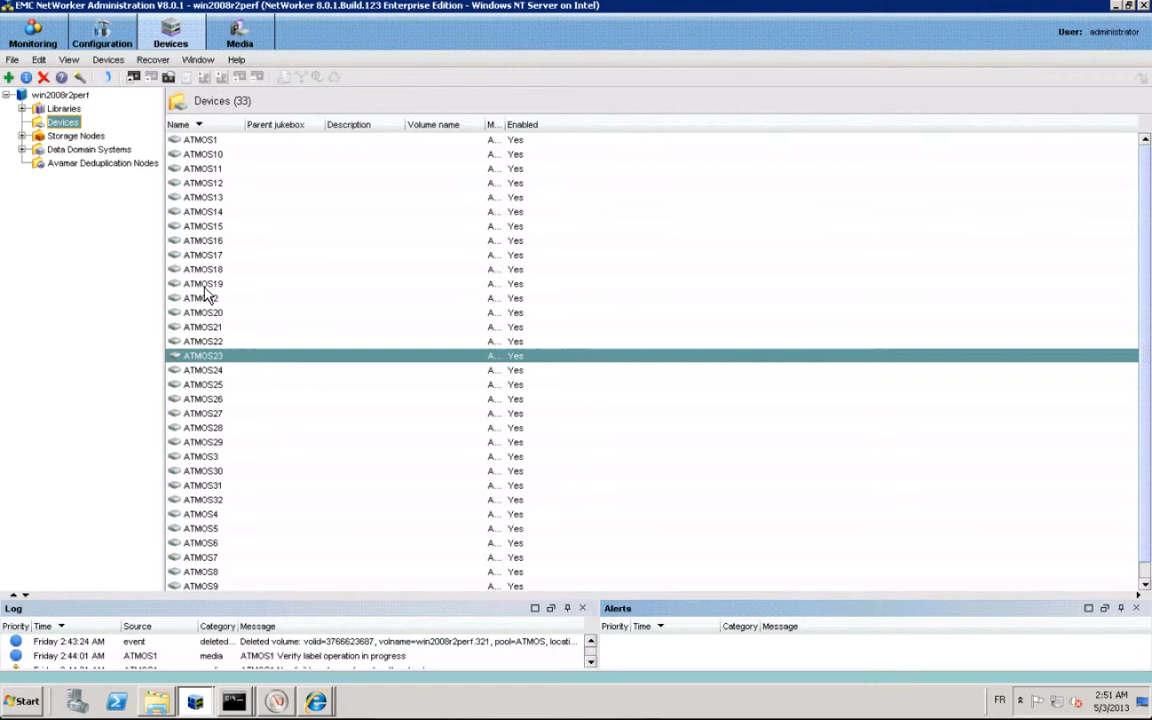 EMC NetWorker Administration V8.0.1 - win2008r2perf (NetWorker 8.0.1.Build.123 Enterprise Edition - Windows NT Server on Intel)
Monitoring Configuration Devices Media
User: administrator
File Edit View Devices Recover Window Help
win2008r2perf
Libraries
Devices
Storage Nodes
Data Domain Systems
Avamar Deduplication Nodes
Devices (33)
Name Parent jukebox Description Volume name M... Enabled
ATMOS1 A... Yes
ATMOS10 A... Yes
ATMOS11 A... Yes
ATMOS12 A... Yes
ATMOS13 A... Yes
ATMOS14 A... Yes
ATMOS15 A... Yes
ATMOS16 A... Yes
ATMOS17 A... Yes
ATMOS18 A... Yes
ATMOS19 A... Yes
ATMOS2 A... Yes
ATMOS20 A... Yes
ATMOS21 A... Yes
ATMOS22 A... Yes
ATMOS23 A... Yes
ATMOS24 A... Yes
ATMOS25 A... Yes
ATMOS26 A... Yes
ATMOS27 A... Yes
ATMOS28 A... Yes
ATMOS29 A... Yes
ATMOS3 A... Yes
ATMOS30 A... Yes
ATMOS31 A... Yes
ATMOS32 A... Yes
ATMOS4 A... Yes
ATMOS5 A... Yes
ATMOS6 A... Yes
ATMOS7 A... Yes
ATMOS8 A... Yes
ATMOS9 A... Yes
Log
Priority Time Source Category Message
Friday 2:43:24 AM event deleted... Deleted volume: volid=3766623687, volname=win2008r2perf.321, pool=ATMOS, locati...
Friday 2:44:01 AM ATMOS1 media ATMOS1 Verify label operation in progress
Alerts
Priority Time Category Message
Start
FR
2:51 AM
5/3/2013